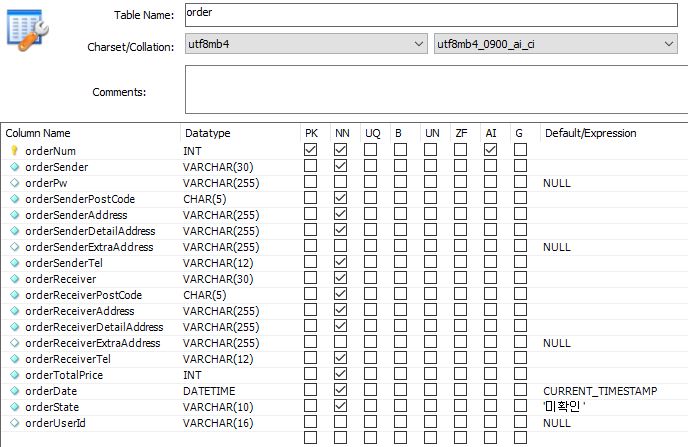 Table Name: order
Charset/Collation: utf8mb4 utf8mb4_0900_ai_ci
Comments:
Column Name Datatype PK NN UQ B UN ZF AI G Default/Expression
orderNum INT
orderSender VARCHAR(30)
orderPw VARCHAR(255) NULL
orderSenderPostCode CHAR(5)
orderSenderAddress VARCHAR(255)
orderSenderDetailAddress VARCHAR(255)
orderSenderExtraAddress VARCHAR(255) NULL
orderSenderTel VARCHAR(12)
orderReceiver VARCHAR(30)
orderReceiverPostCode CHAR(5)
orderReceiverAddress VARCHAR(255)
orderReceiverDetailAddress VARCHAR(255)
orderReceiverExtraAddress VARCHAR(255) NULL
orderReceiverTel VARCHAR(12)
orderTotalPrice INT
orderDate DATETIME CURRENT_TIMESTAMP
orderState VARCHAR(10) '미확인'
orderUserId VARCHAR(16) NULL